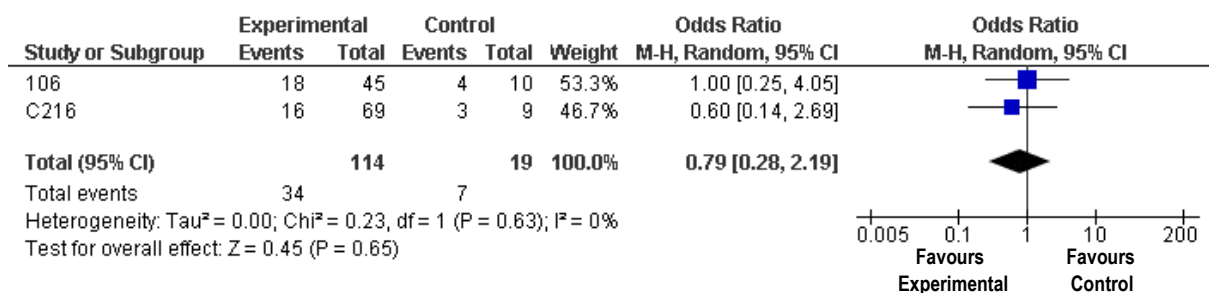 Experimental Control Odds Ratio Odds Ratio
Study or Subgroup Events Total Events Total Weight M-H, Random, 95% CI M-H, Random, 95% CI
106 18 45 4 10 53.3% 1.00 [0.25, 4.05]
C216 16 69 3 9 46.7% 0.60 [0.14, 2.69]
Total (95% CI) 114 19 100.0% 0.79 [0.28, 2.19]
Total events 34 7
Heterogeneity: Tau² = 0.00; Chi² = 0.23, df = 1 (P = 0.63); I² = 0%
Test for overall effect: Z = 0.45 (P = 0.65)
0.005 0.1 1 10 200
Favours Favours
Experimental Control